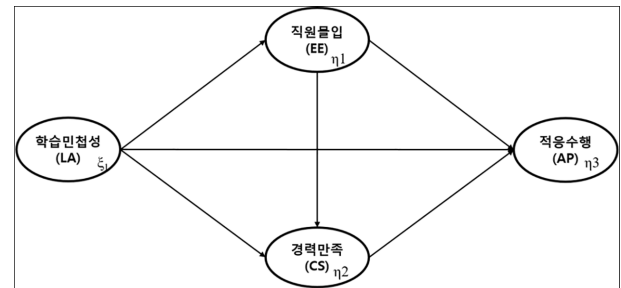 직원몰입
(EE) η1
학습민첩성
(LA) ξ1
적응수행
(AP) η3
경력만족
(CS) η2